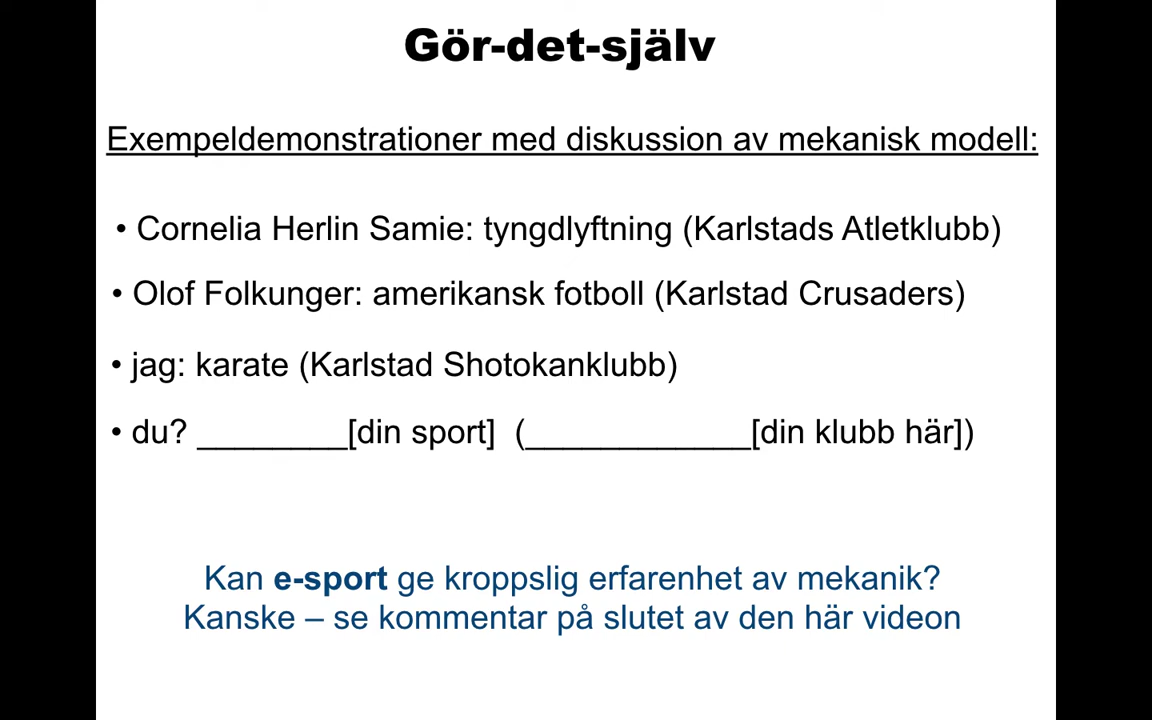 Gör-det-själv
Exempeldemonstrationer med diskussion av mekanisk modell:
• Cornelia Herlin Samie: tyngdlyftning (Karlstads Atletklubb)
• Olof Folkunger: amerikansk fotboll (Karlstad Crusaders)
• jag: karate (Karlstad Shotokanklubb)
• du? ________[din sport]  (____________[din klubb här])
Kan e-sport ge kroppslig erfarenhet av mekanik?
Kanske – se kommentar på slutet av den här videon